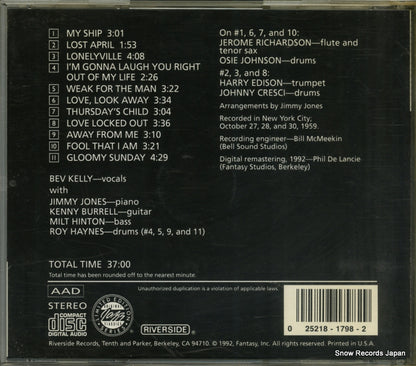 1 MY SHIP 3:01
2 LOST APRIL 1:53
3 LONELYVILLE 4:08
4 I'M GONNA LAUGH YOU RIGHT
OUT OF MY LIFE 2:26
5 WEAK FOR THE MAN 3:22
6 LOVE, LOOK AWAY 3:34
7 THURSDAY'S CHILD 3:04
8 LOVE LOCKED OUT 3:36
9 AWAY FROM ME 3:10
10 FOOL THAT I AM 3:21
11 GLOOMY SUNDAY 4:29
BEV KELLY—vocals
with
JIMMY JONES—piano
KENNY BURRELL—guitar
MILT HINTON—bass
ROY HAYNES—drums (#4, 5, 9, and 11)
TOTAL TIME 37:00
Total time has been rounded off to the nearest minute.
On #1, 6, 7, and 10:
JEROME RICHARDSON—flute and
tenor sax
OSIE JOHNSON—drums
#2, 3, and 8:
HARRY EDISON—trumpet
JOHNNY CRESCI—drums
Arrangements by Jimmy Jones
Recorded in New York City,
October 27, 28, and 30, 1959.
Recording engineer—Bill McMeekin
(Bell Sound Studios)
Digital remastering, 1992—Phil De Lancie
(Fantasy Studios, Berkeley)
AAD
Unauthorized duplication is a violation of applicable laws.
STEREO
COMPACT
disc
DIGITAL AUDIO
LIMITED EDITION
Original Jazz Classics
SERIES
RIVERSIDE
0 25218-1798-2
Riverside Records, Tenth and Parker, Berkeley, CA 94710. © 1992, Fantasy, Inc. All rights reserved. Printed in U.S.A.
Snow Records Japan